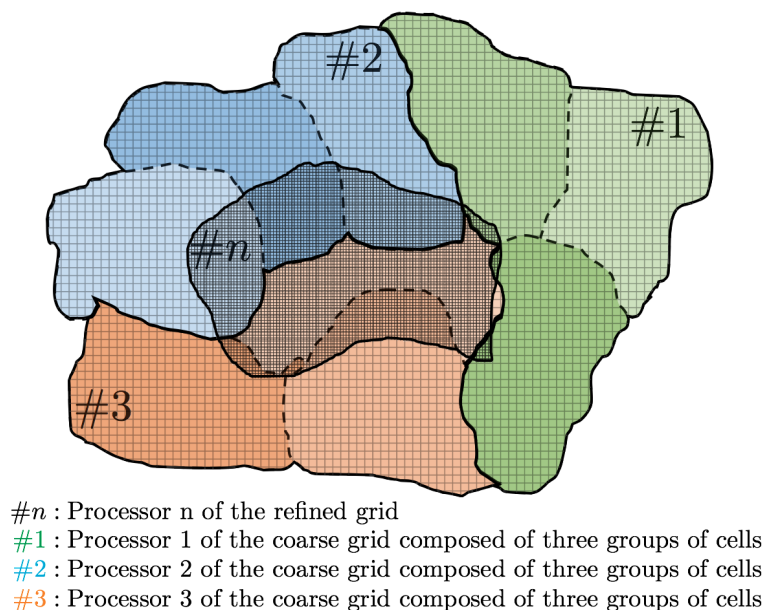 #2
#1
#n
#3
#n : Processor n of the refined grid
#1 : Processor 1 of the coarse grid composed of three groups of cells
#2 : Processor 2 of the coarse grid composed of three groups of cells
#3 : Processor 3 of the coarse grid composed of three groups of cells